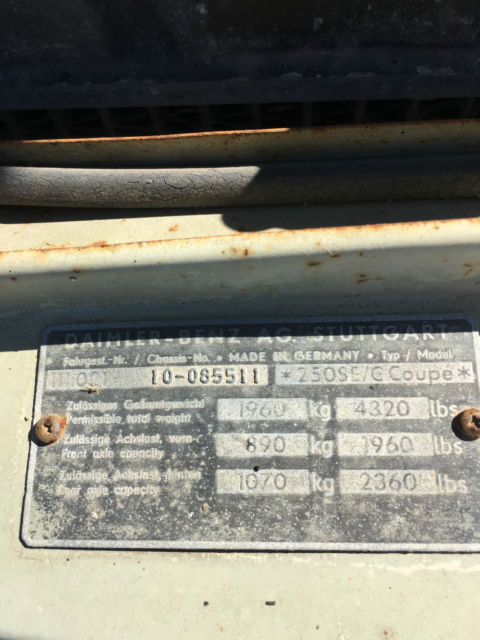 DAIMLER-BENZ AG. STUTTGART
Fahrgest.-Nr. / Chassis-No. • MADE IN GERMANY • Typ / Model
10-085511 *250SE/C Coupe*
Zulässiges Gesamtgewicht
Permissible total weight 1960 kg 4320 lbs
Zulässige Achslast, vorn
Front axle capacity 890 kg 1960 lbs
Zulässige Achslast, hinten
Rear axle capacity 1070 kg 2360 lbs